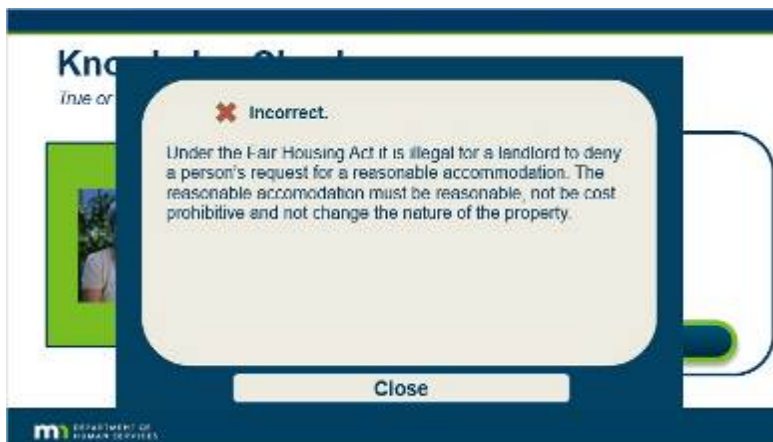 Kno
True or
Incorrect.
Under the Fair Housing Act it is illegal for a landlord to deny
a person's request for a reasonable accommodation. The
reasonable accomodation must be reasonable, not be cost
prohibitive and not change the nature of the property.
Close
mn DEPARTMENT OF
HUMAN SERVICES